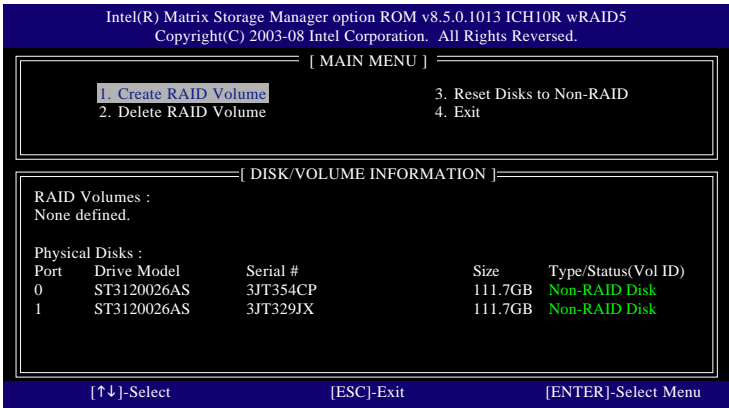 Intel(R) Matrix Storage Manager option ROM v8.5.0.1013 ICH10R wRAID5
Copyright(C) 2003-08 Intel Corporation. All Rights Reversed.
[ MAIN MENU ]
1. Create RAID Volume 3. Reset Disks to Non-RAID
2. Delete RAID Volume 4. Exit
[ DISK/VOLUME INFORMATION ]
RAID Volumes :
None defined.
Physical Disks :
Port Drive Model Serial # Size Type/Status(Vol ID)
0 ST3120026AS 3JT354CP 111.7GB Non-RAID Disk
1 ST3120026AS 3JT329JX 111.7GB Non-RAID Disk
[↑↓]-Select [ESC]-Exit [ENTER]-Select Menu